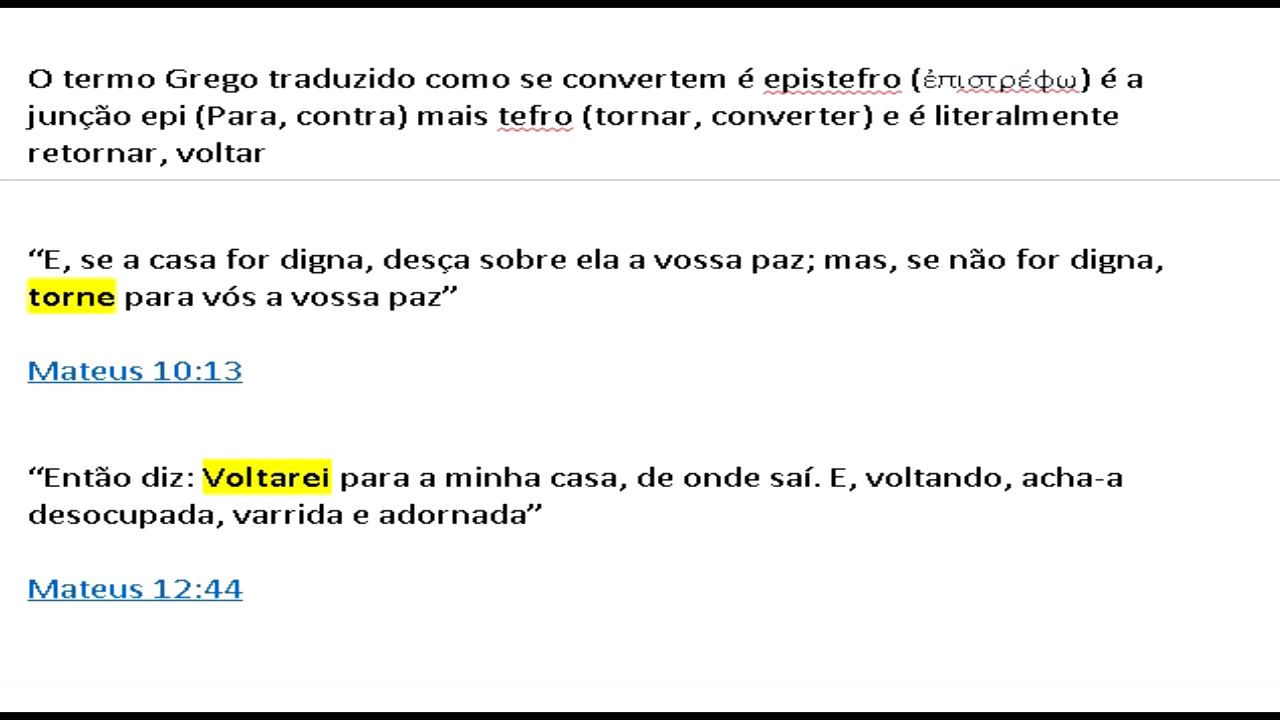 O termo Grego traduzido como se convertem é epistefro (ἐπιστρέφω) é a
junção epi (Para, contra) mais tefro (tornar, converter) e é literalmente
retornar, voltar
“E, se a casa for digna, desça sobre ela a vossa paz; mas, se não for digna,
torne para vós a vossa paz”
Mateus 10:13
“Então diz: Voltarei para a minha casa, de onde saí. E, voltando, acha-a
desocupada, varrida e adornada”
Mateus 12:44